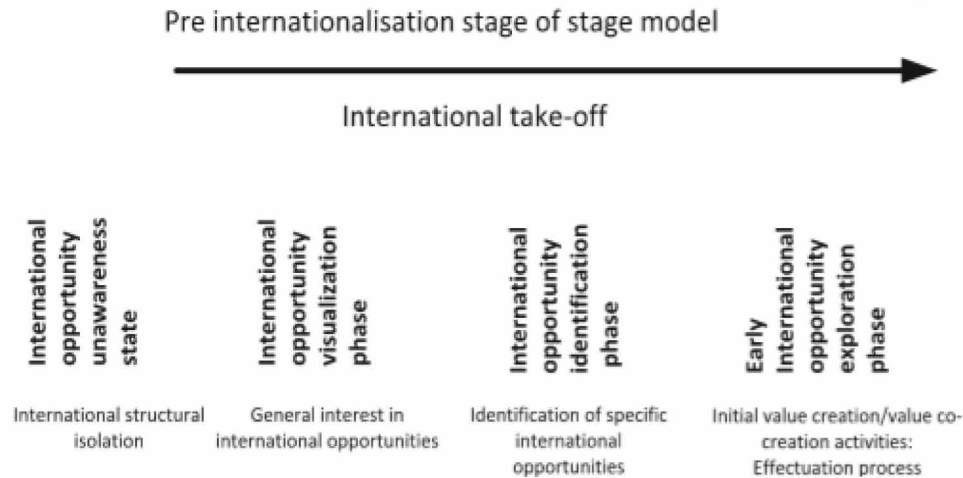 Pre internationalisation stage of stage model
International take-off
International
opportunity
unawareness
state
International
opportunity
visualization
phase
International
opportunity
identification
phase
Early
International
opportunity
exploration
phase
International structural
isolation
General interest in
international opportunities
Identification of specific
international
opportunities
Initial value creation/value co-
creation activities:
Effectuation process